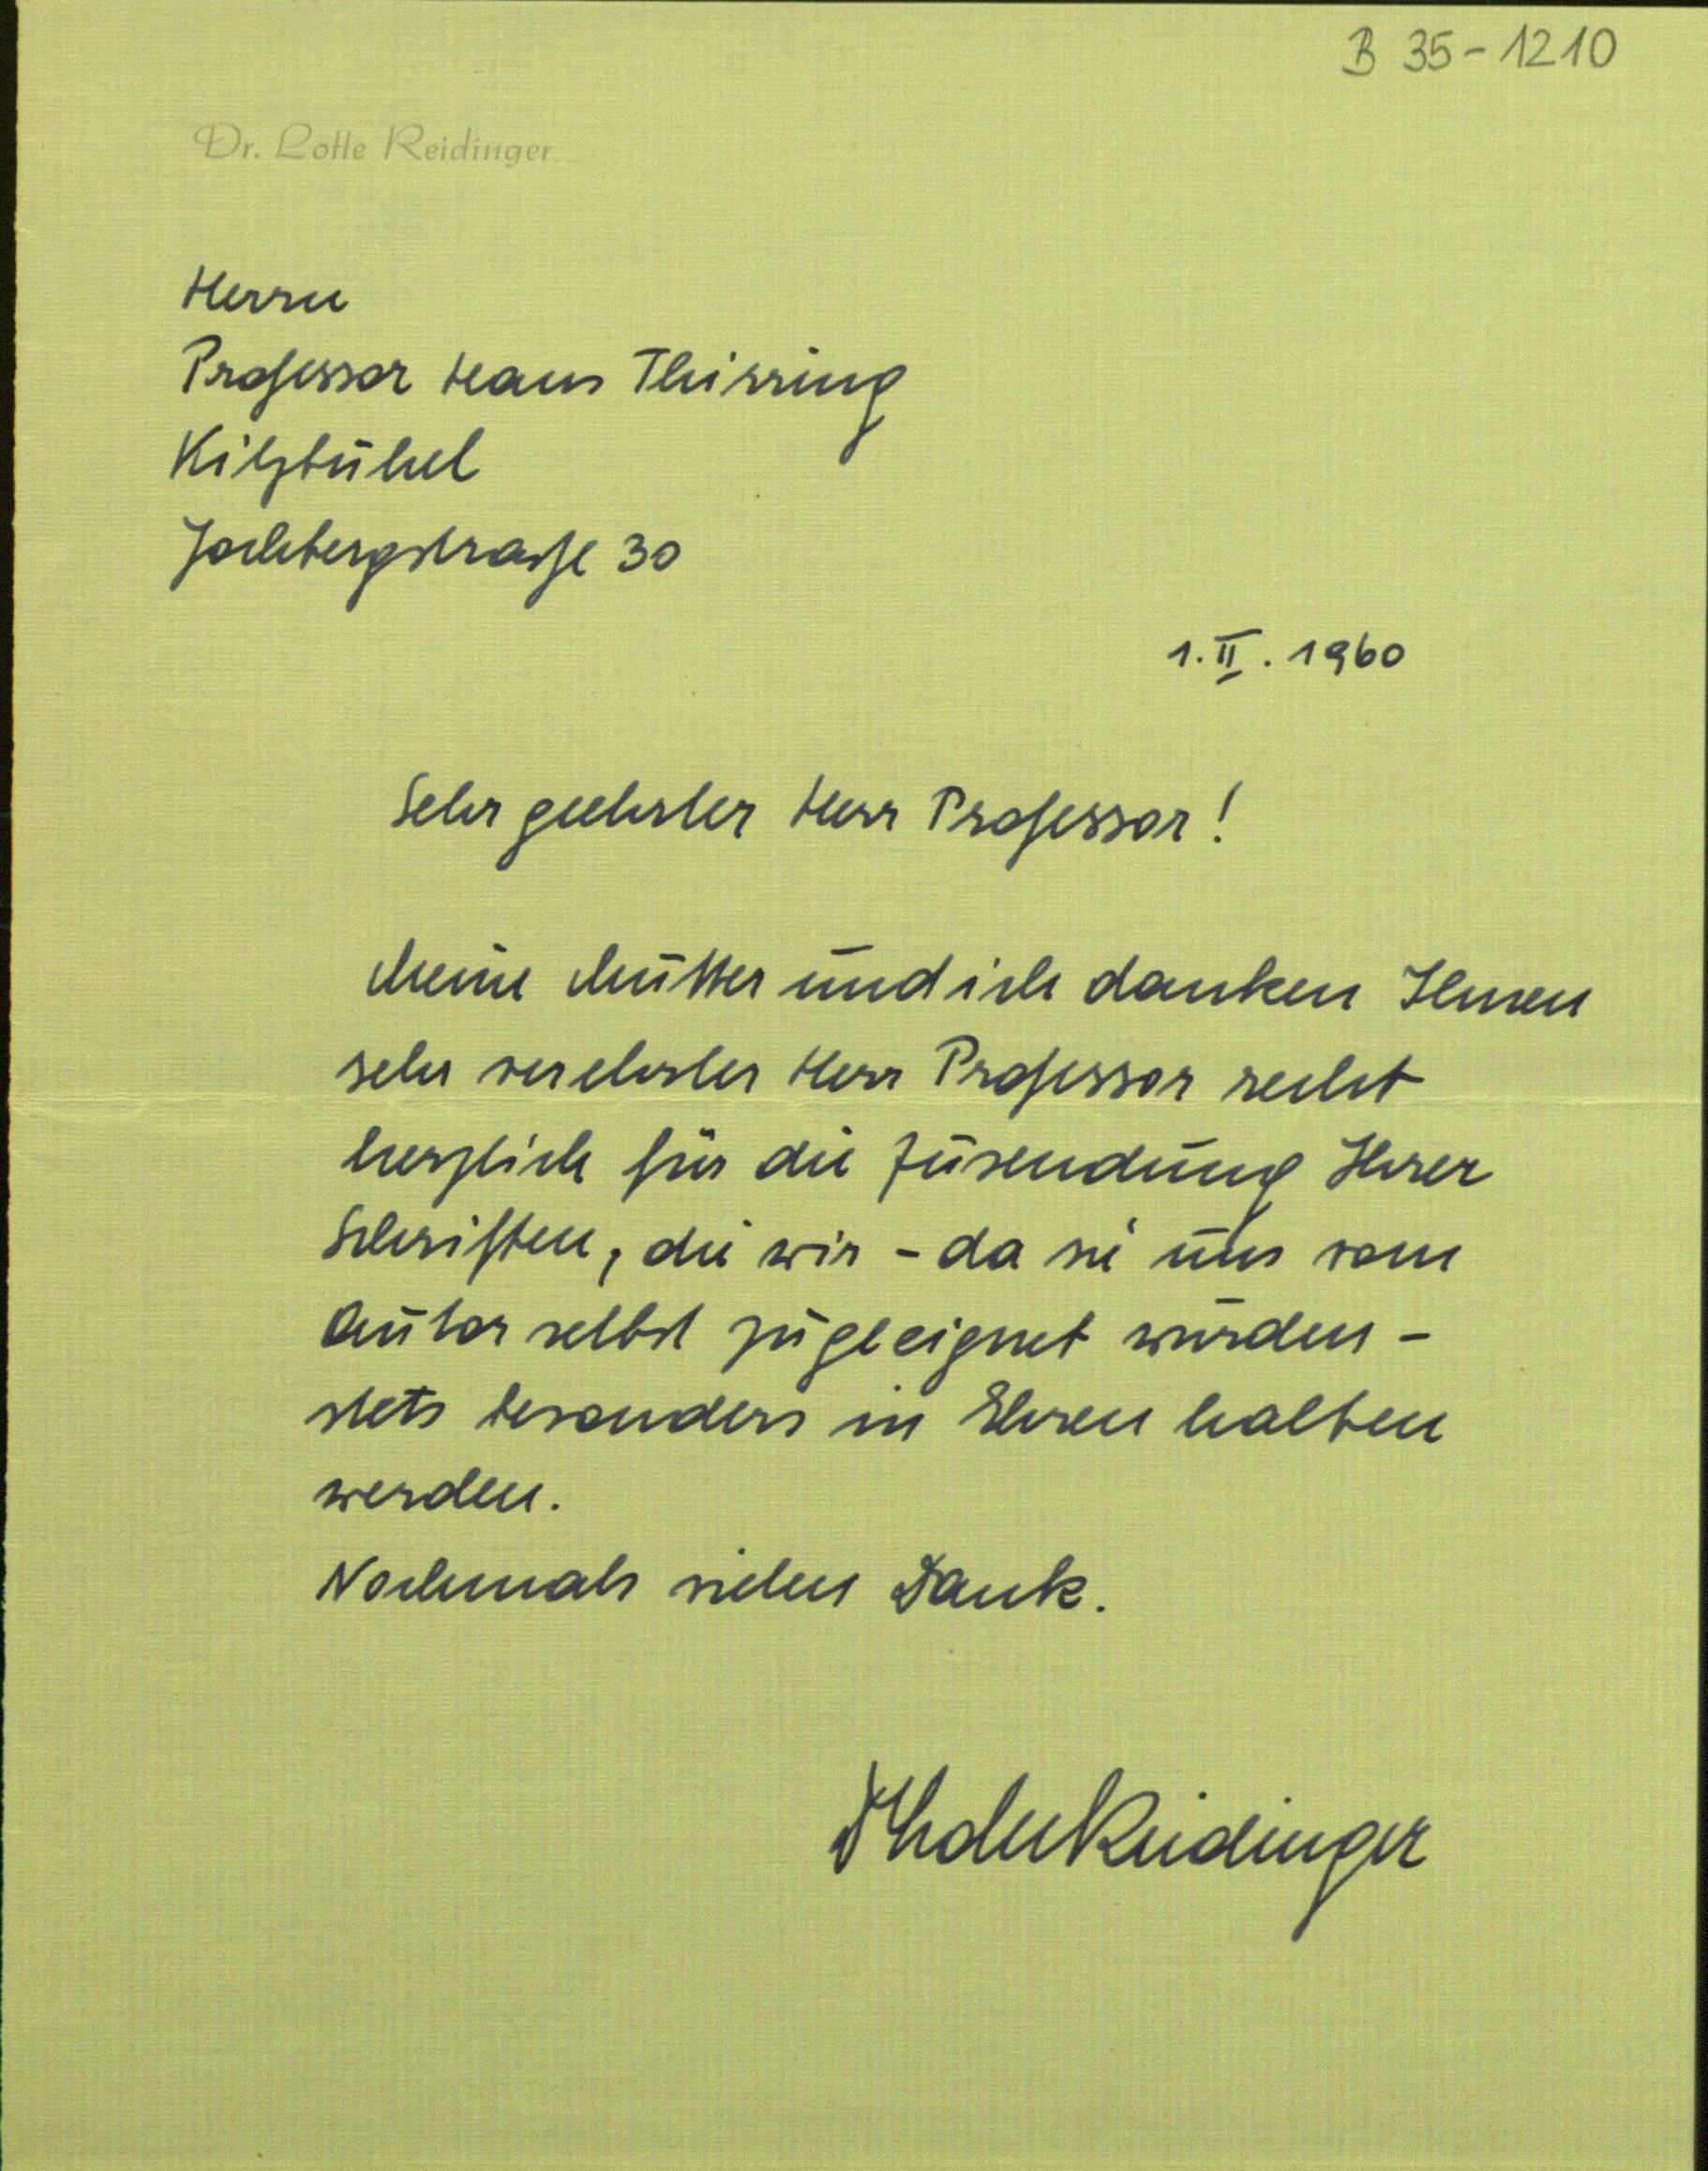 B 35-1210
Dr. Lotte Reidinger
Herrn
Professor Hans Thirring
Kitzbühel
Jochbergstrasse 30
1. II. 1960
Sehr geehrter Herr Professor!
Meine Mutter und ich danken Ihnen
sehr verehrter Herr Professor recht
herzlich für die Zusendung Ihrer
Schriften, die wir - da sie uns vom
Autor selbst zugeeignet wurden -
stets besonders in Ehren halten
werden.
Nochmals vielen Dank.
Reidinger